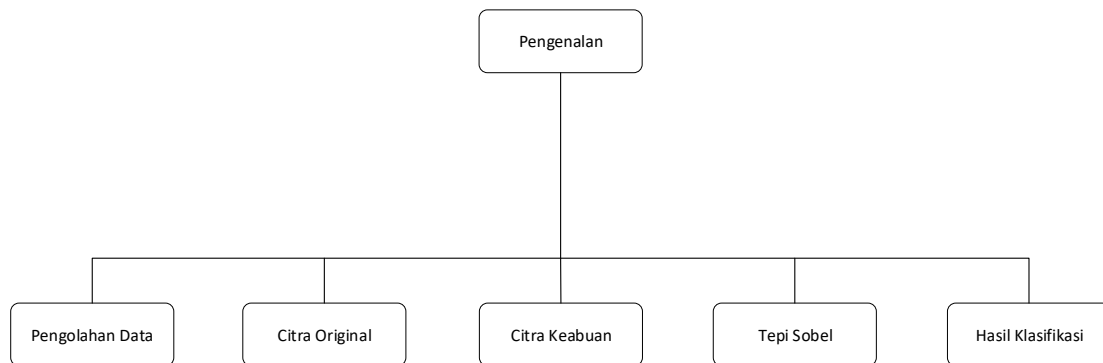 Pengenalan
Pengolahan Data
Citra Original
Citra Keabuan
Tepi Sobel
Hasil Klasifikasi